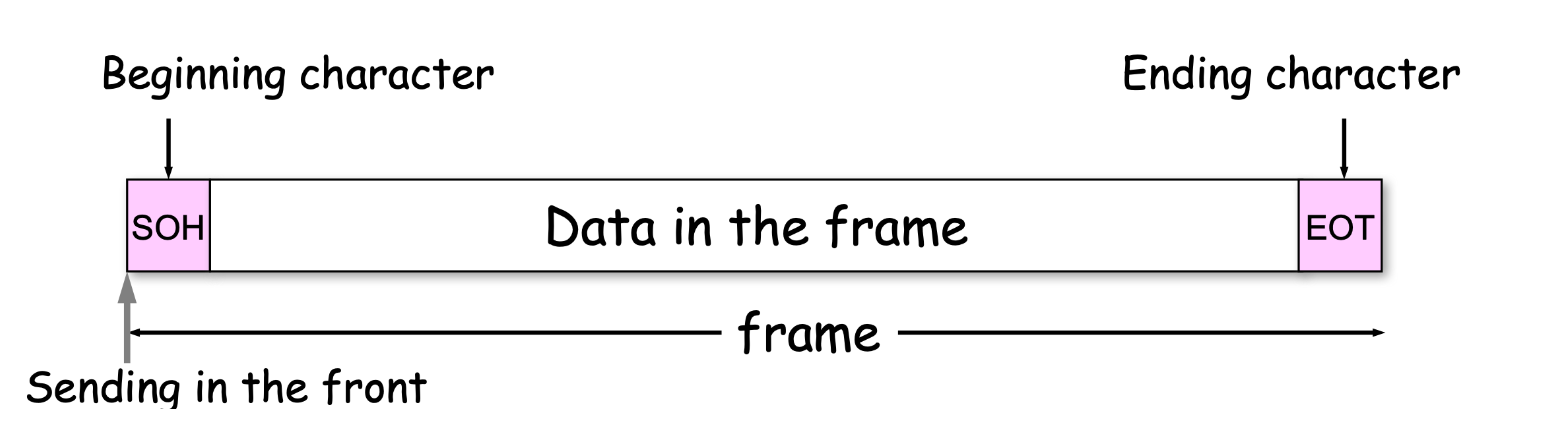 Beginning character
Ending character
SOH
Data in the frame
EOT
frame
Sending in the front